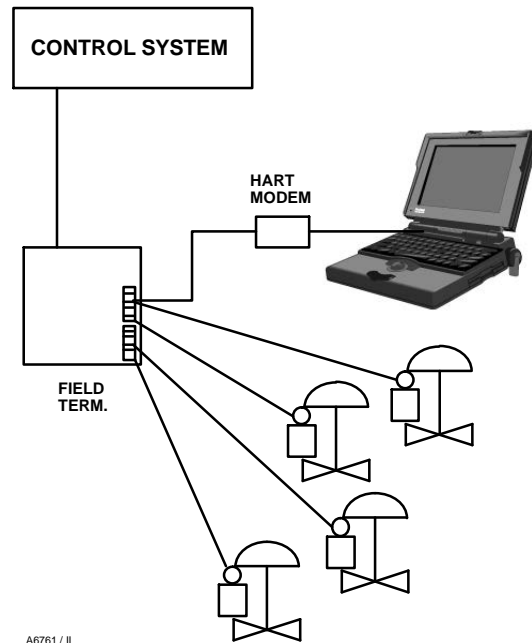 CONTROL SYSTEM
HART
MODEM
FIELD
TERM.
A6761 / IL